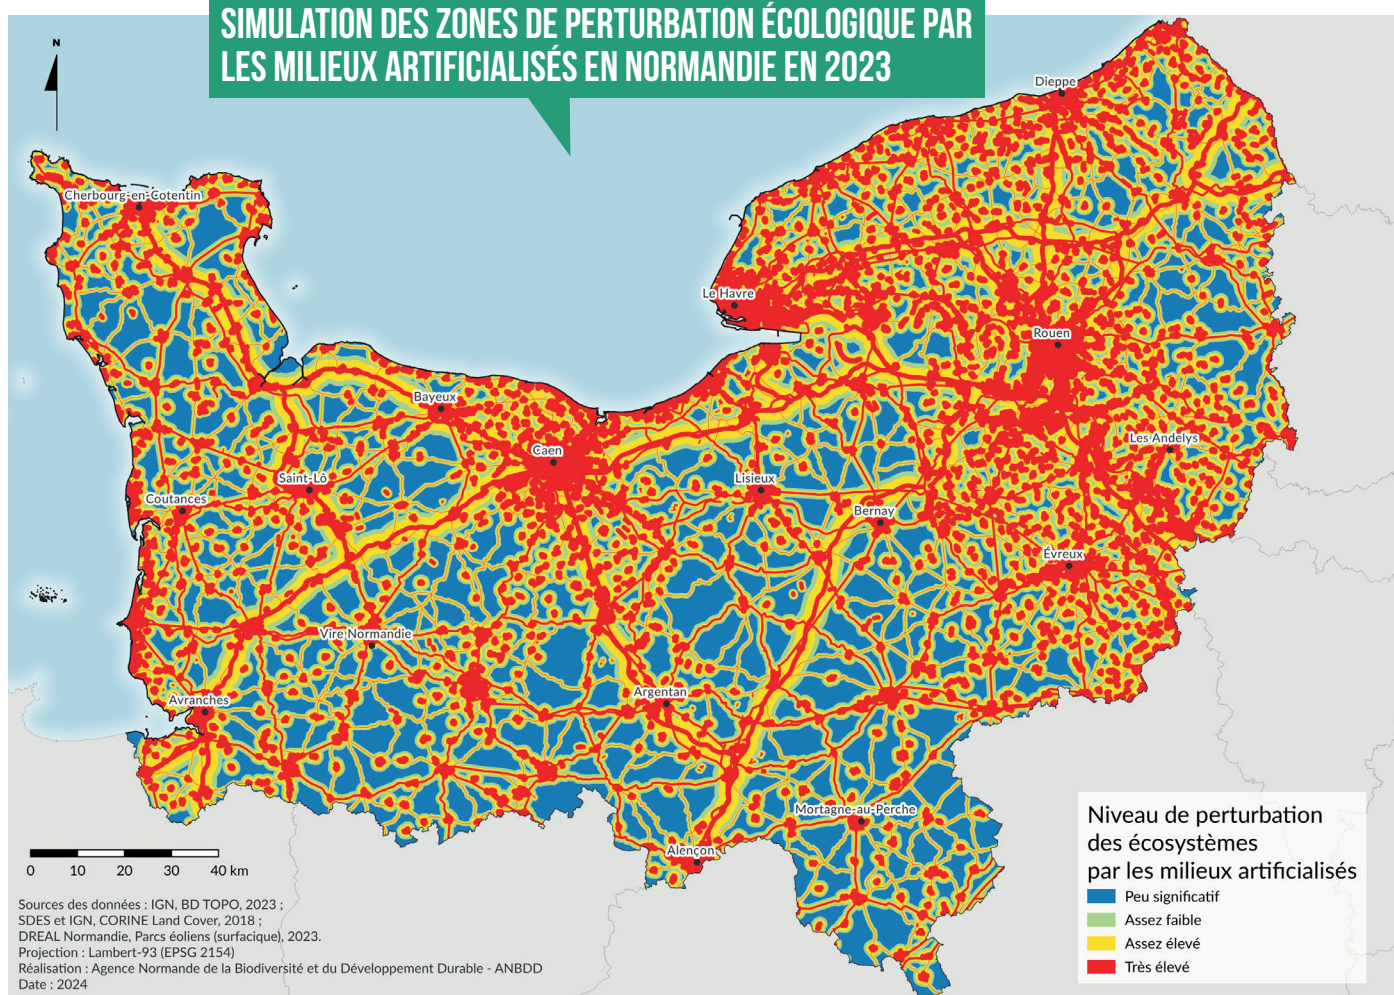 SIMULATION DES ZONES DE PERTURBATION ÉCOLOGIQUE PAR
LES MILIEUX ARTIFICIALISÉS EN NORMANDIE EN 2023
N
Dieppe
Cherbourg-en-Cotentin
Le Havre
Rouen
Bayeux
Les Andelys
Caen
Saint-Lô
Lisieux
Coutances
Bernay
Évreux
Vire Normandie
Argentan
Avranches
Mortagne-au-Perche
Alençon
0 10 20 30 40 km
Sources des données : IGN, BD TOPO, 2023 ;
SDES et IGN, CORINE Land Cover, 2018 ;
DREAL Normandie, Parcs éoliens (surfacique), 2023.
Projection : Lambert-93 (EPSG 2154)
Réalisation : Agence Normande de la Biodiversité et du Développement Durable - ANBDD
Date : 2024
Niveau de perturbation
des écosystèmes
par les milieux artificialisés
Peu significatif
Assez faible
Assez élevé
Très élevé